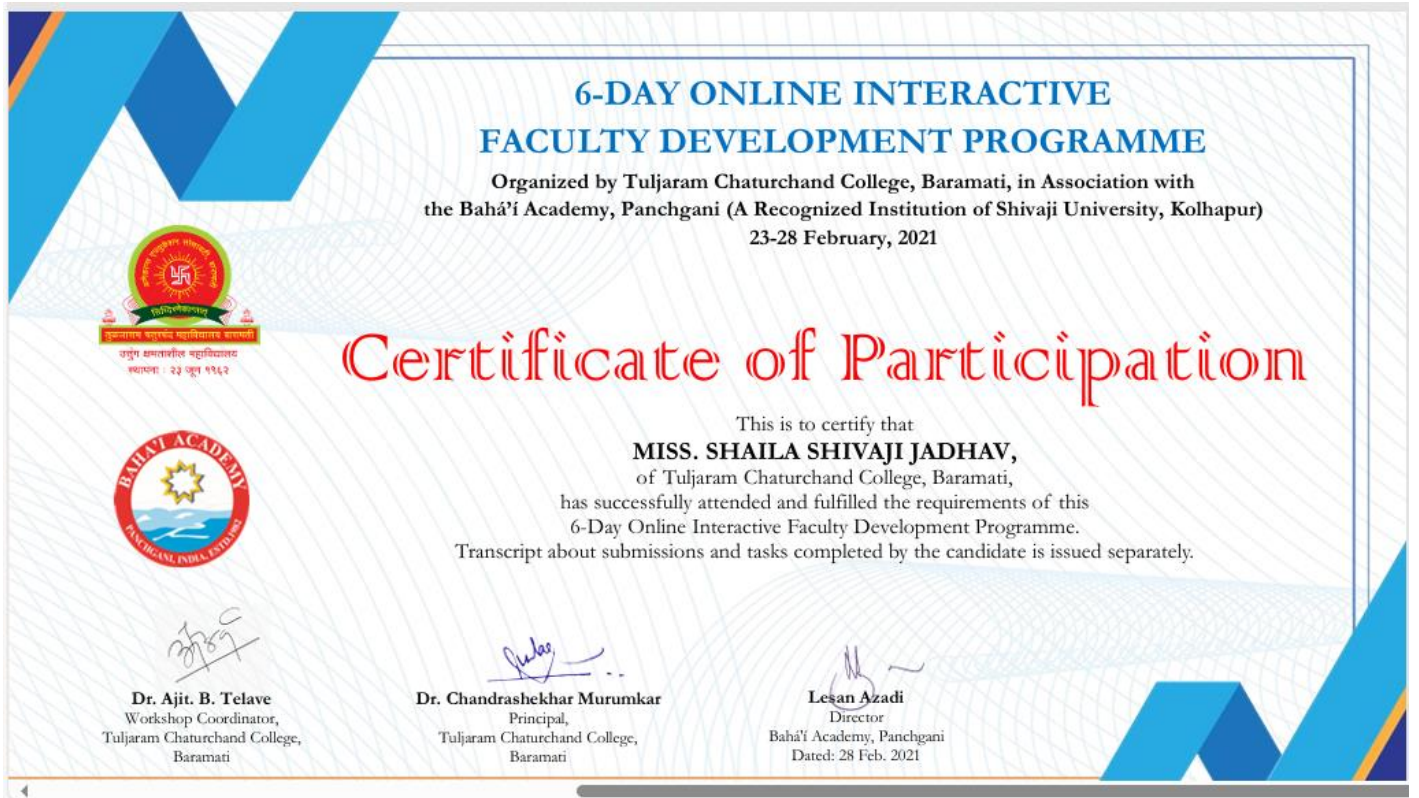 6-DAY ONLINE INTERACTIVE
FACULTY DEVELOPMENT PROGRAMME
Organized by Tuljaram Chaturchand College, Baramati, in Association with
the Bahá'í Academy, Panchgani (A Recognized Institution of Shivaji University, Kolhapur)
23-28 February, 2021
तुळजाराम चतुरचंद महाविद्यालय बारामती
उत्तुंग क्षमताशील महाविद्यालय
स्थापना : २३ जून १९६२
Certificate of Participation
This is to certify that
MISS. SHAILA SHIVAJI JADHAV,
of Tuljaram Chaturchand College, Baramati,
has successfully attended and fulfilled the requirements of this
6-Day Online Interactive Faculty Development Programme.
Transcript about submissions and tasks completed by the candidate is issued separately.
BAHA'I ACADEMY
PANCHGANI, INDIA, ESTD.1982
Dr. Ajit. B. Telave
Workshop Coordinator,
Tuljaram Chaturchand College,
Baramati
Dr. Chandrashekhar Murumkar
Principal,
Tuljaram Chaturchand College,
Baramati
Lesan Azadi
Director
Bahá'í Academy, Panchgani
Dated: 28 Feb. 2021